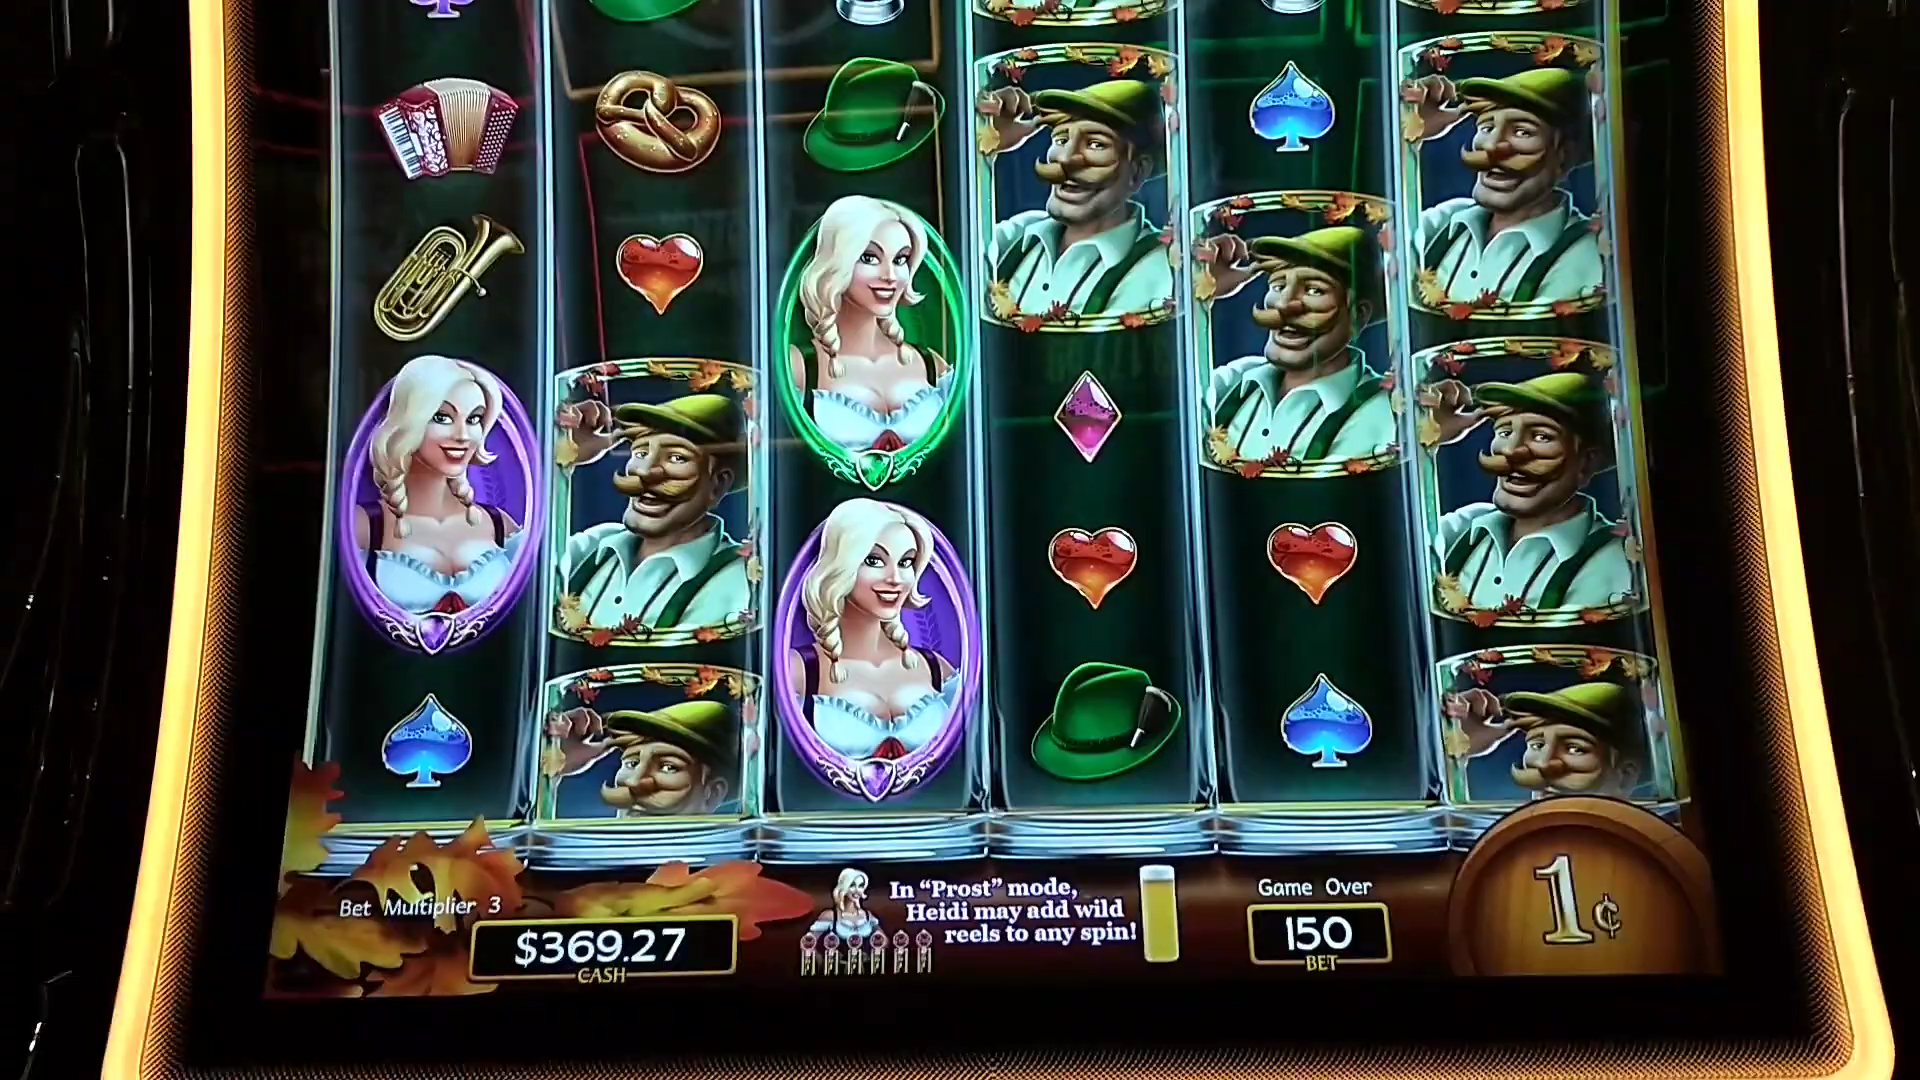 In “Prost” mode,
Heidi may add wild
reels to any spin!
Bet Multiplier 3
$369.27
CASH
Game Over
150
BET
1¢